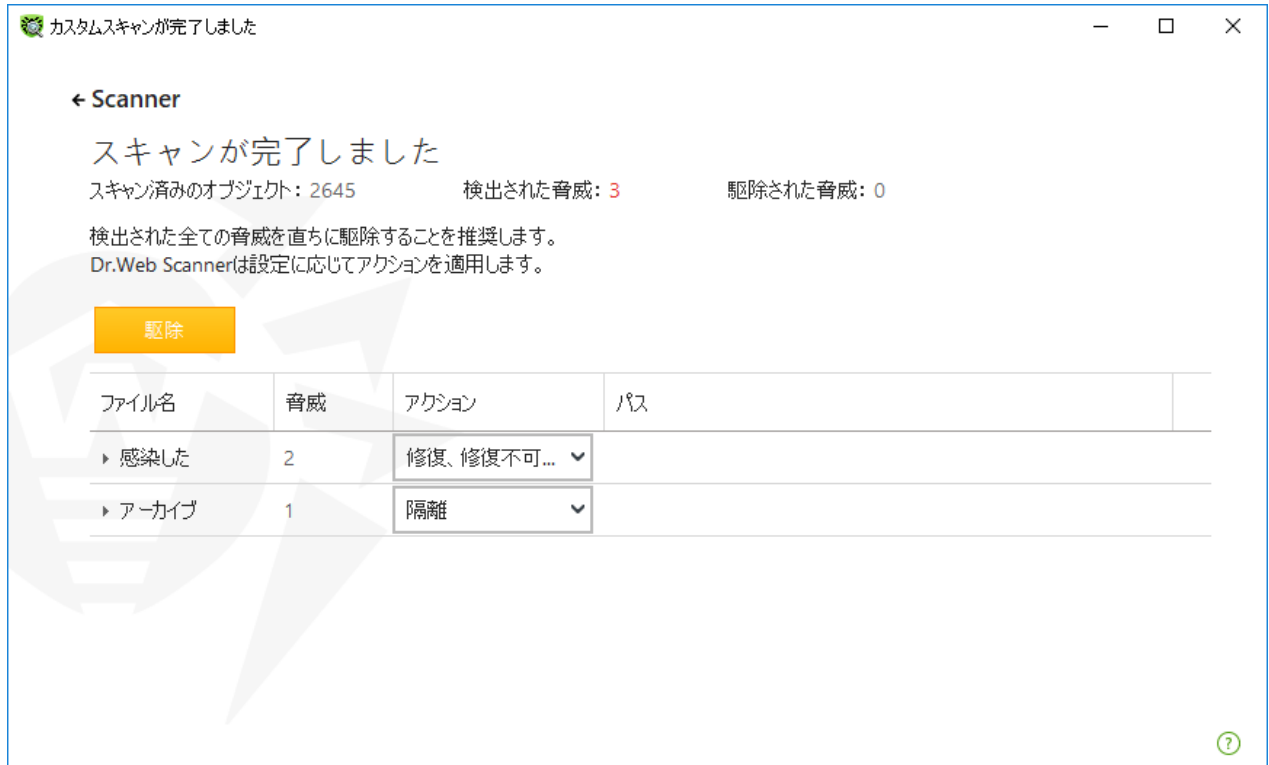 カスタムスキャンが完了しました
Scanner
スキャンが完了しました
スキャン済みのオブジェクト: 2645 検出された脅威: 3 駆除された脅威: 0
検出された全ての脅威を直ちに駆除することを推奨します。
Dr.Web Scannerは設定に応じてアクションを適用します。
駆除
ファイル名 脅威 アクション パス
感染した 2 修復、修復不可...
アーカイブ 1 隔離
?